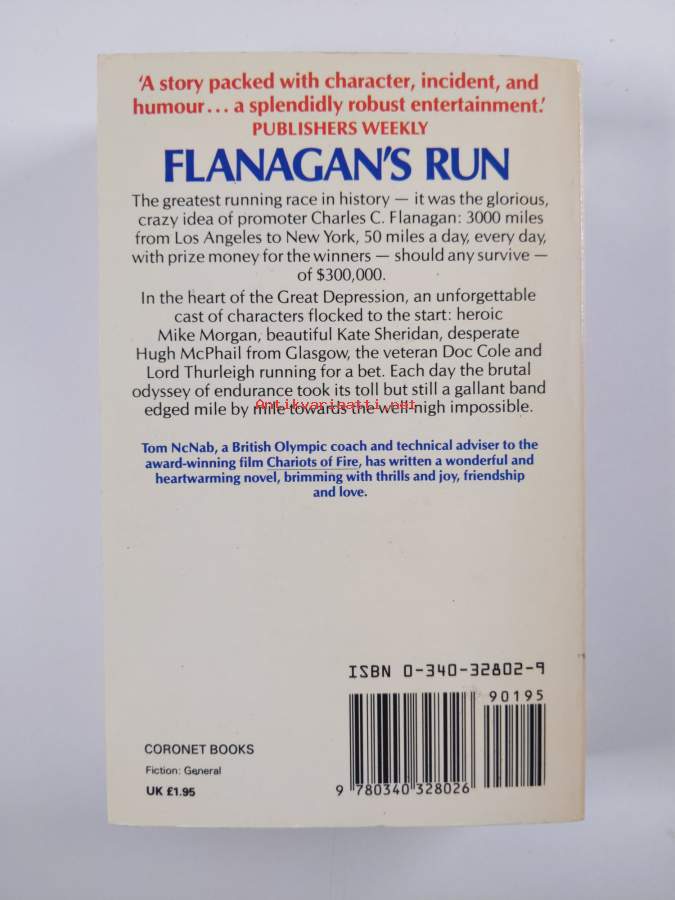 'A story packed with character, incident, and
humour... a splendidly robust entertainment.'
PUBLISHERS WEEKLY
FLANAGAN'S RUN
The greatest running race in history — it was the glorious,
crazy idea of promoter Charles C. Flanagan: 3000 miles
from Los Angeles to New York, 50 miles a day, every day,
with prize money for the winners — should any survive —
of $300,000.
In the heart of the Great Depression, an unforgettable
cast of characters flocked to the start: heroic
Mike Morgan, beautiful Kate Sheridan, desperate
Hugh McPhail from Glasgow, the veteran Doc Cole and
Lord Thurleigh running for a bet. Each day the brutal
odyssey of endurance took its toll but still a gallant band
edged mile by mile towards the well-nigh impossible.
Antikvariaatti.net
Tom NcNab, a British Olympic coach and technical adviser to the
award-winning film Chariots of Fire, has written a wonderful and
heartwarming novel, brimming with thrills and joy, friendship
and love.
ISBN 0-340-32802-9
90195
9 780340 328026
CORONET BOOKS
Fiction: General
UK £1.95